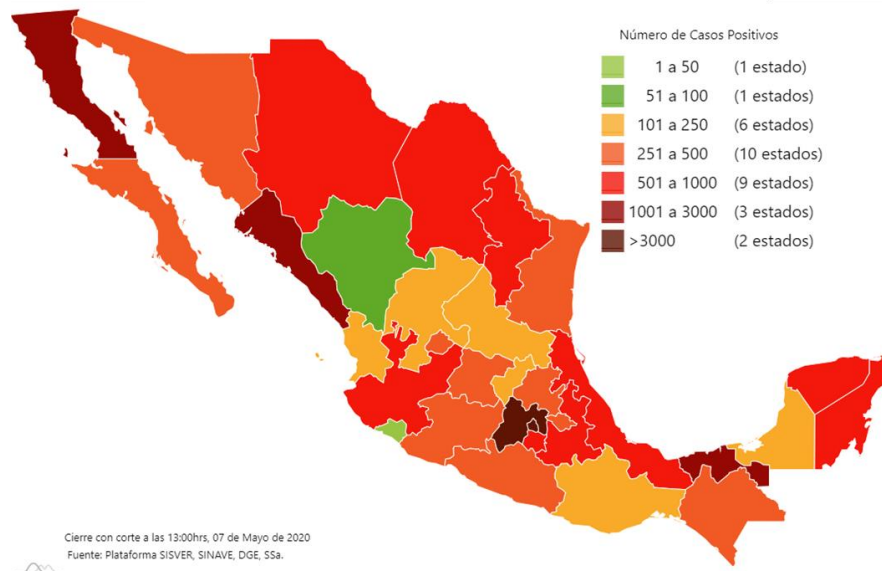 Número de Casos Positivos
1 a 50 (1 estado)
51 a 100 (1 estados)
101 a 250 (6 estados)
251 a 500 (10 estados)
501 a 1000 (9 estados)
1001 a 3000 (3 estados)
>3000 (2 estados)
Cierre con corte a las 13:00hrs, 07 de Mayo de 2020
Fuente: Plataforma SISVER, SINAVE, DGE, SSa.